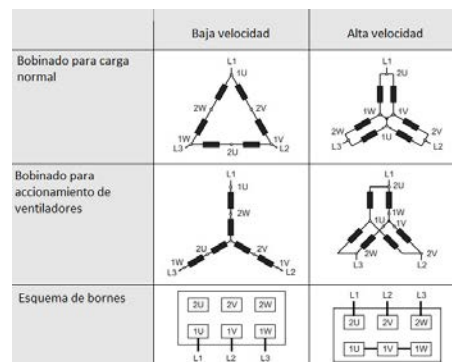 Baja velocidad
Alta velocidad
Bobinado para carga
normal
L1
1U
2W
2V
1W
1V
L3
2U
L2
L1
2U
1W
1V
2W
1U
2V
L3
L2
Bobinado para
accionamiento de
ventiladores
L1
1U
2W
2U
2V
1W
1V
L3
L2
L1
2U
1W
1U
1V
2W
2V
L3
L2
Esquema de bornes
2U 2V 2W
1U 1V 1W
L1 L2 L3
L1 L2 L3
2U 2V 2W
1U 1V 1W